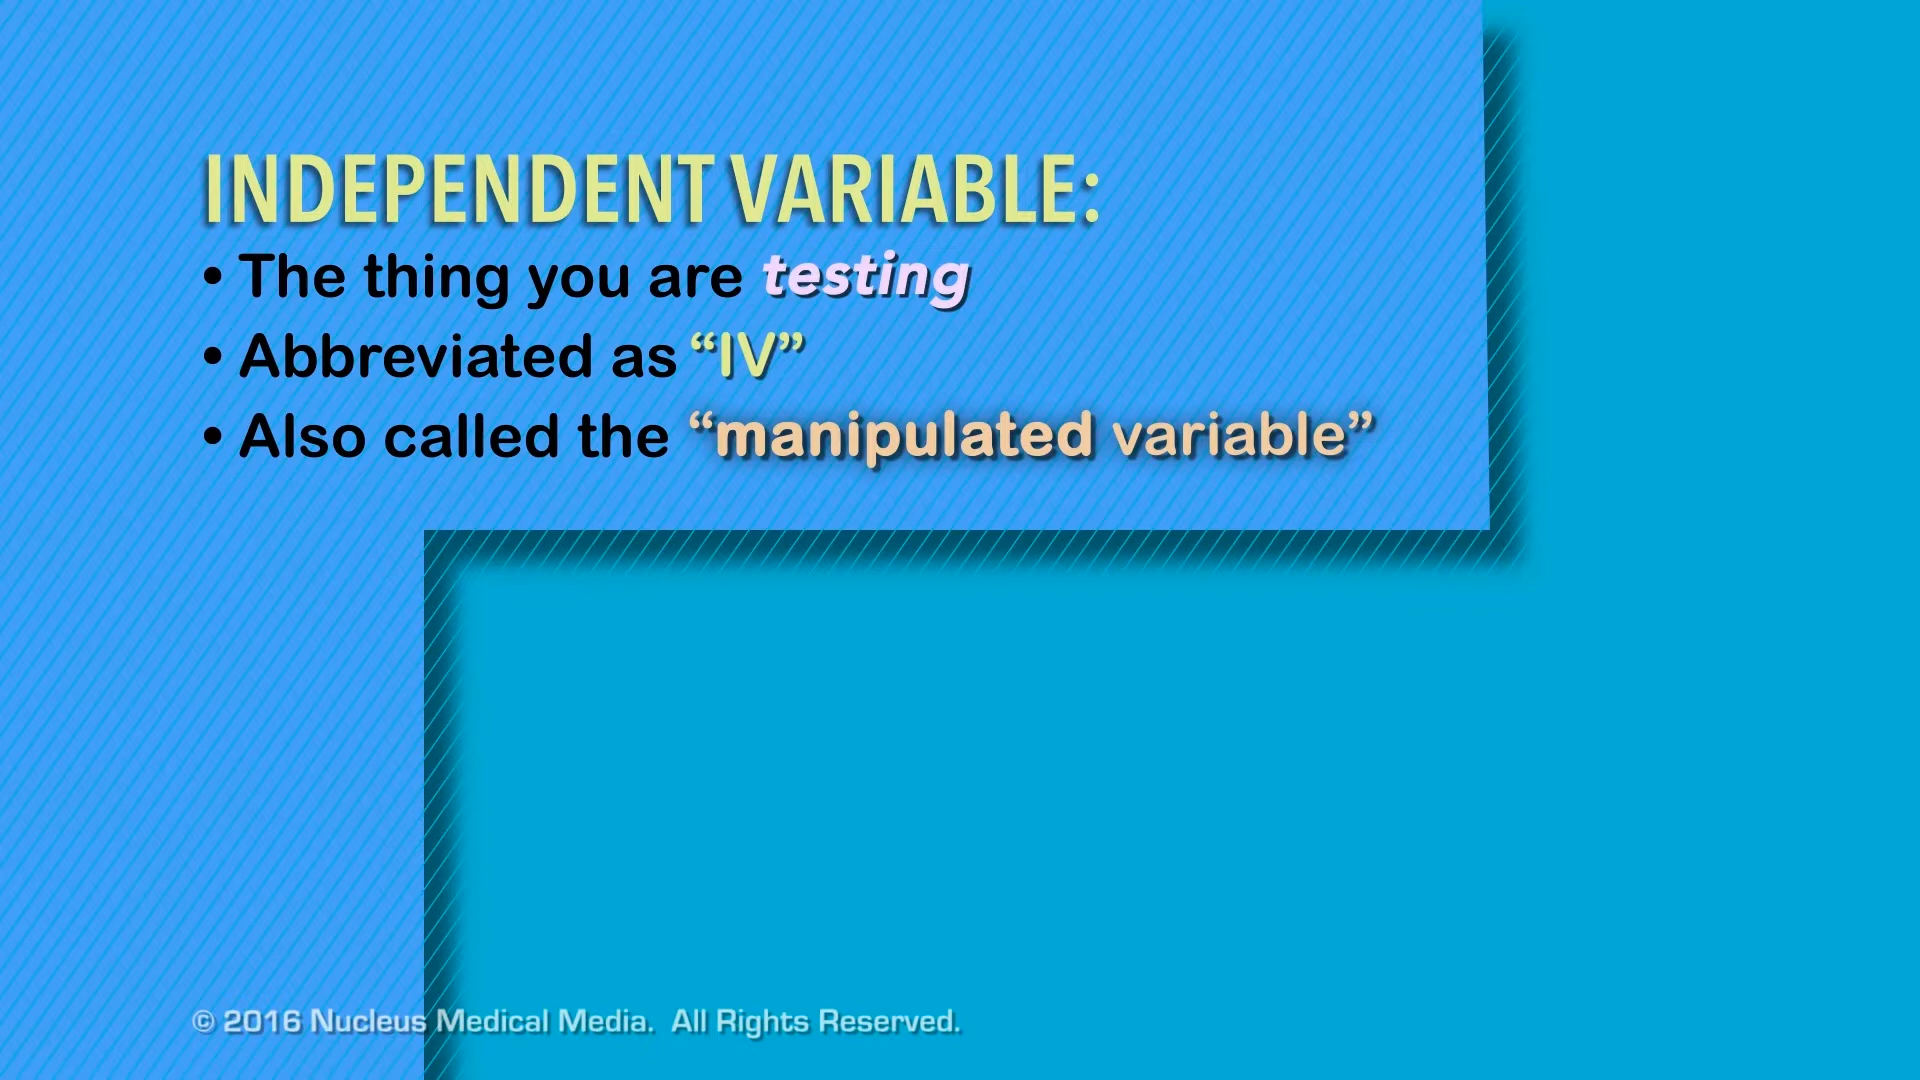 INDEPENDENT VARIABLE:
• The thing you are testing
• Abbreviated as “IV”
• Also called the “manipulated variable”
© 2016 Nucleus Medical Media. All Rights Reserved.